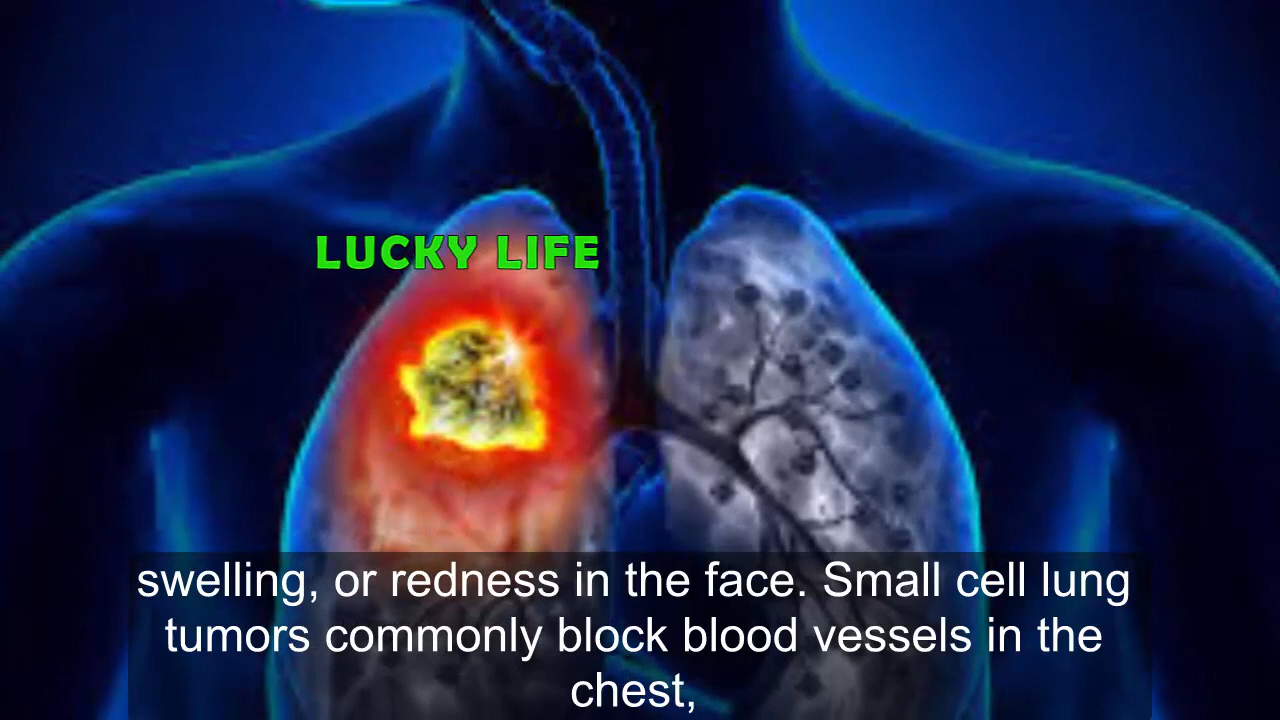 LUCKY LIFE
swelling, or redness in the face. Small cell lung
tumors commonly block blood vessels in the
chest,